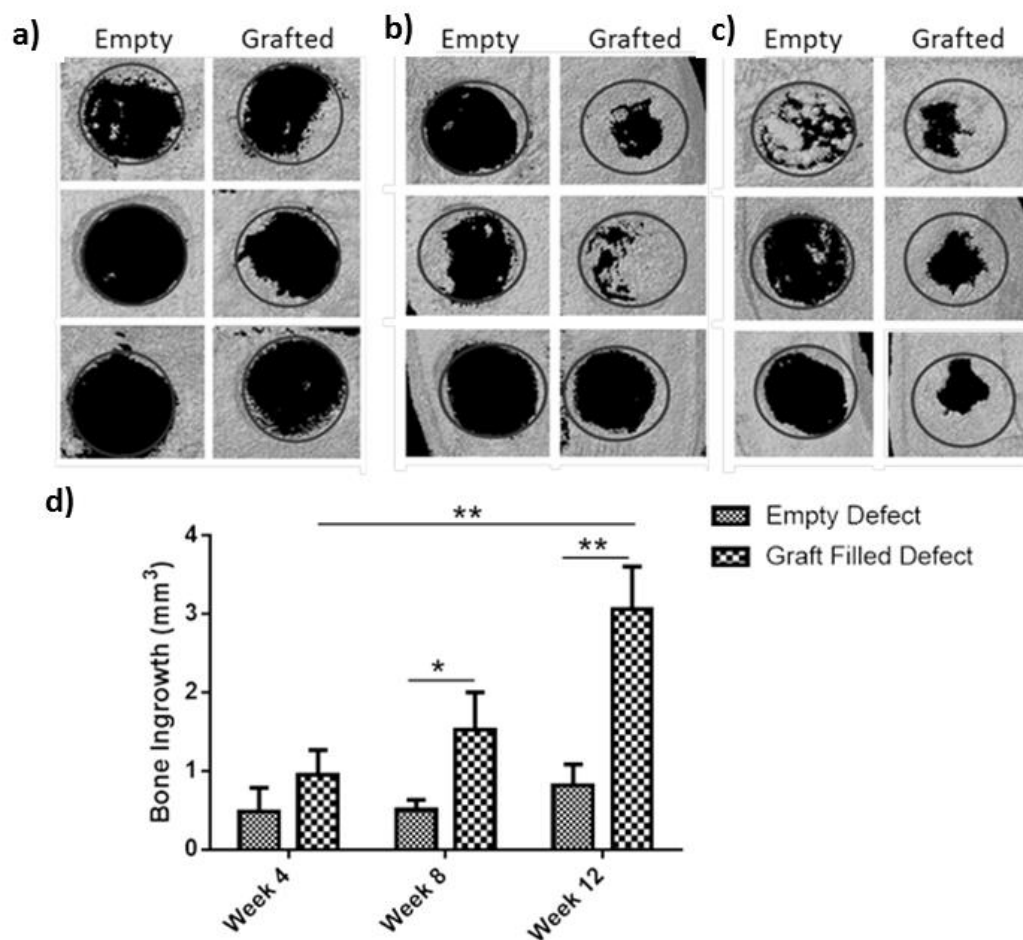 a)
Empty Grafted
b)
Empty Grafted
c)
Empty Grafted
d)
**
**
*
Bone Ingrowth (mm³)
4
3
2
1
0
Week 4
Week 8
Week 12
Empty Defect
Graft Filled Defect